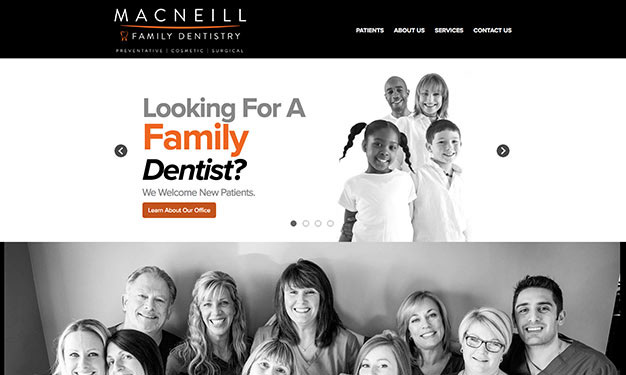 MACNEILL
FAMILY DENTISTRY
PREVENTATIVE | COSMETIC | SURGICAL
PATIENTS ABOUT US SERVICES CONTACT US
Looking For A
Family
Dentist?
We Welcome New Patients.
Learn About Our Office